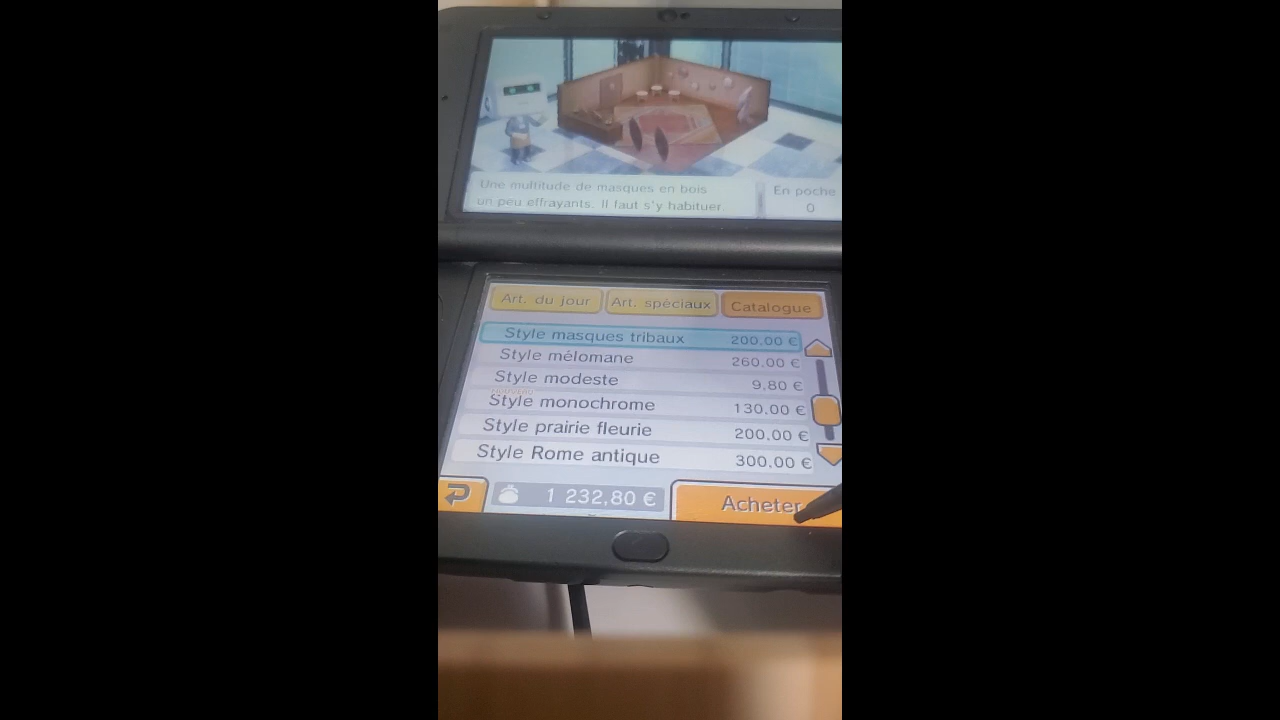 Une multitude de masques en bois
un peu effrayants. Il faut s'y habituer.
En poche
0
Art. du jour
Art. spéciaux
Catalogue
Style masques tribaux 200,00 €
Style mélomane 260,00 €
Style modeste 9,80 €
Style monochrome 130,00 €
Style prairie fleurie 200,00 €
Style Rome antique 300,00 €
1 232,80 €
Acheter